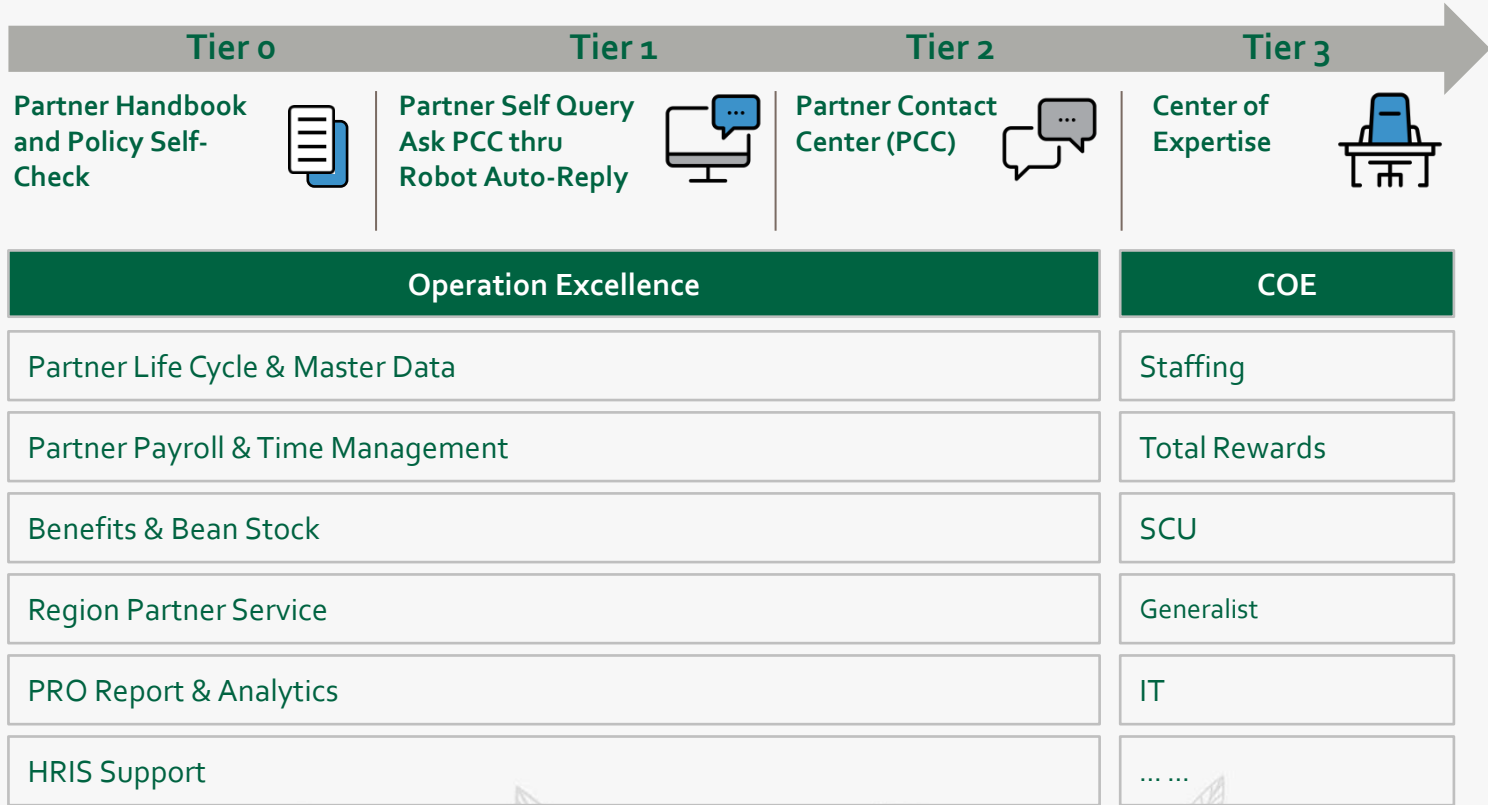 Tier 0 Tier 1 Tier 2 Tier 3
Partner Handbook
and Policy Self-
Check
Partner Self Query
Ask PCC thru
Robot Auto-Reply
Partner Contact
Center (PCC)
Center of
Expertise
Operation Excellence COE
Partner Life Cycle & Master Data Staffing
Partner Payroll & Time Management Total Rewards
Benefits & Bean Stock SCU
Region Partner Service Generalist
PRO Report & Analytics IT
HRIS Support ... ...